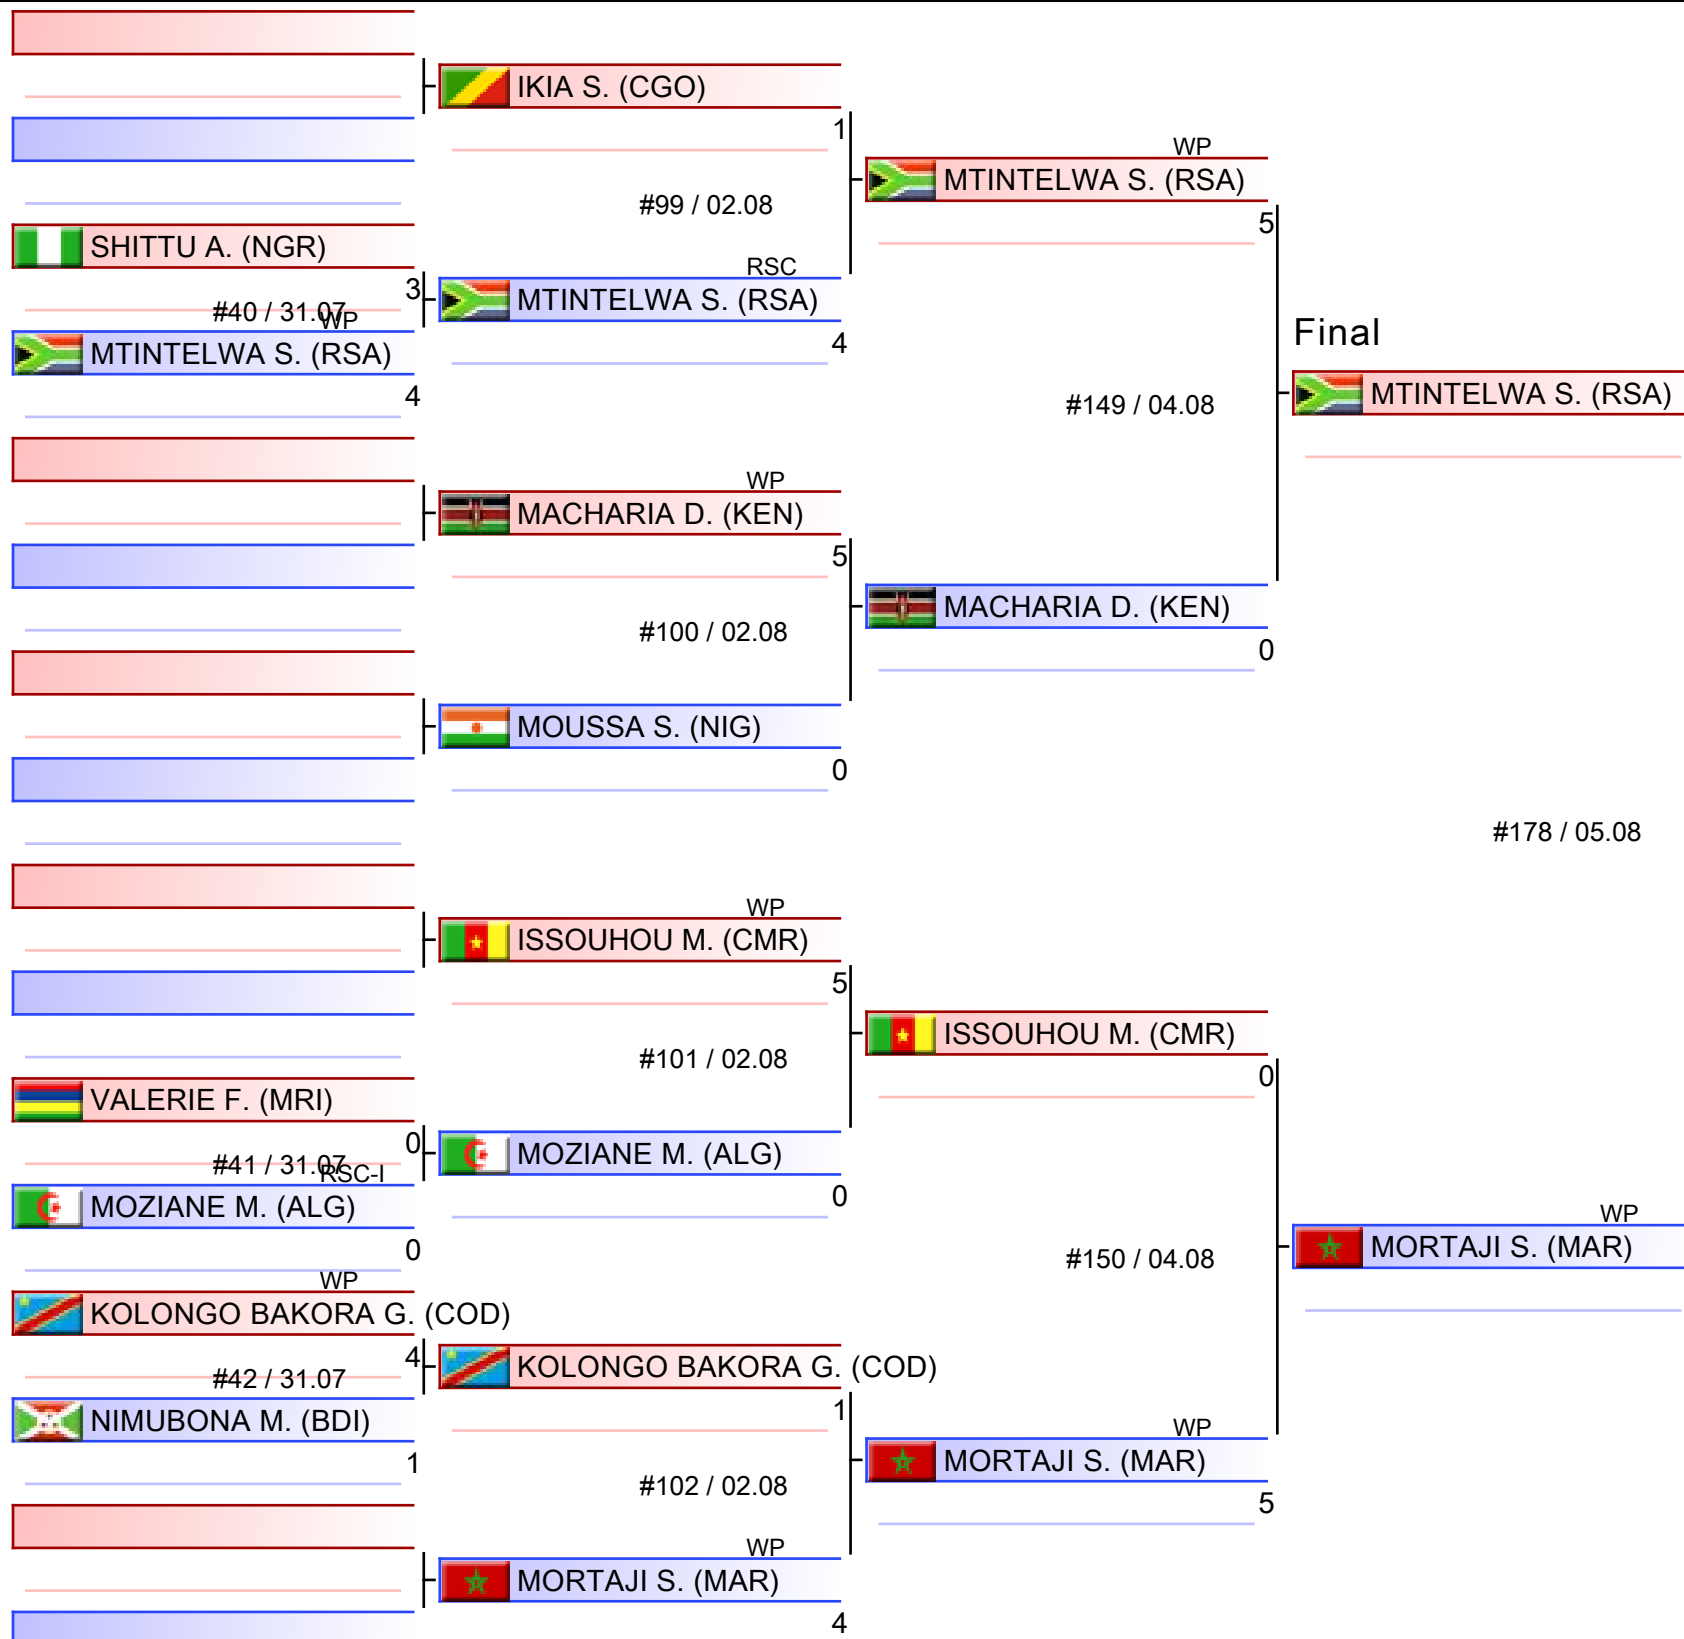 IKIA S. (CGO)
1
WP
MTINTELWA S. (RSA)
#99 / 02.08
5
SHITTU A. (NGR)
3
RSC
#40 / 31.07
WP
MTINTELWA S. (RSA)
Final
4
MTINTELWA S. (RSA)
4
#149 / 04.08
MTINTELWA S. (RSA)
WP
MACHARIA D. (KEN)
5
MACHARIA D. (KEN)
#100 / 02.08
0
MOUSSA S. (NIG)
0
#178 / 05.08
WP
ISSOUHOU M. (CMR)
5
ISSOUHOU M. (CMR)
#101 / 02.08
0
VALERIE F. (MRI)
0
MOZIANE M. (ALG)
#41 / 31.07
RSC-I
0
MOZIANE M. (ALG)
0
WP
#150 / 04.08
MORTAJI S. (MAR)
WP
KOLONGO BAKORA G. (COD)
4
KOLONGO BAKORA G. (COD)
#42 / 31.07
1
NIMUBONA M. (BDI)
WP
1
MORTAJI S. (MAR)
#102 / 02.08
5
WP
MORTAJI S. (MAR)
4